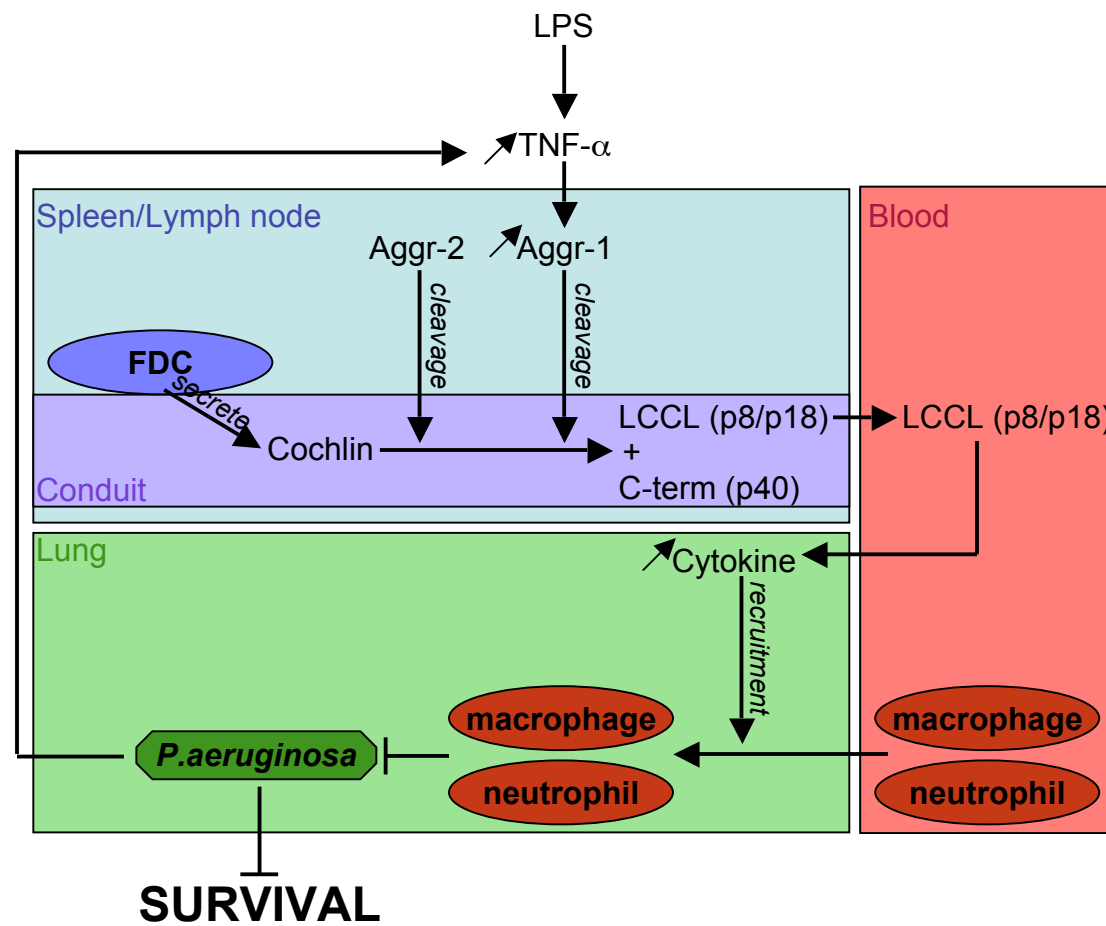 LPS
TNF-α
Spleen/Lymph node
Blood
Aggr-2
Aggr-1
cleavage
cleavage
FDC
secrete
Cochlin
LCCL (p8/p18)
+
C-term (p40)
LCCL (p8/p18)
Conduit
Lung
Cytokine
recruitment
macrophage
neutrophil
macrophage
neutrophil
P.aeruginosa
SURVIVAL